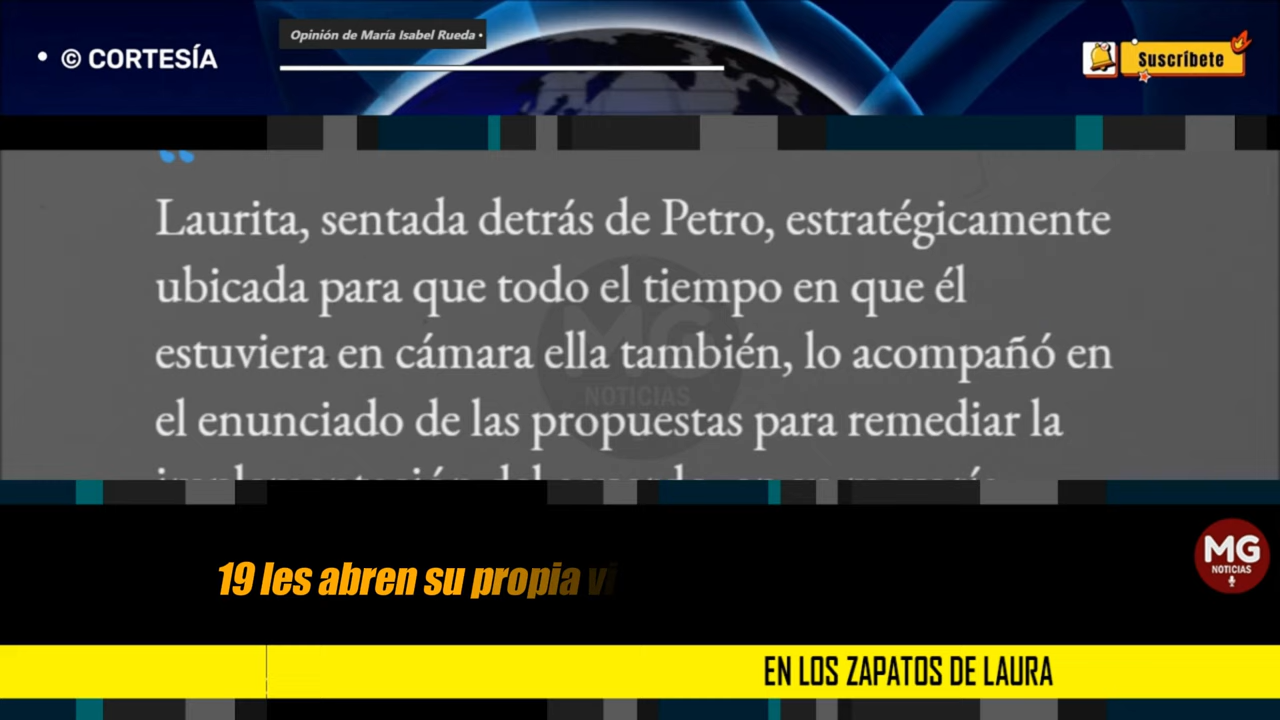 • © CORTESÍA
Opinión de María Isabel Rueda •
Suscríbete
“
Laurita, sentada detrás de Petro, estratégicamente
ubicada para que todo el tiempo en que él
estuviera en cámara ella también, lo acompañó en
el enunciado de las propuestas para remediar la
MG
NOTICIAS
19 les abren su propia
MG
NOTICIAS
EN LOS ZAPATOS DE LAURA